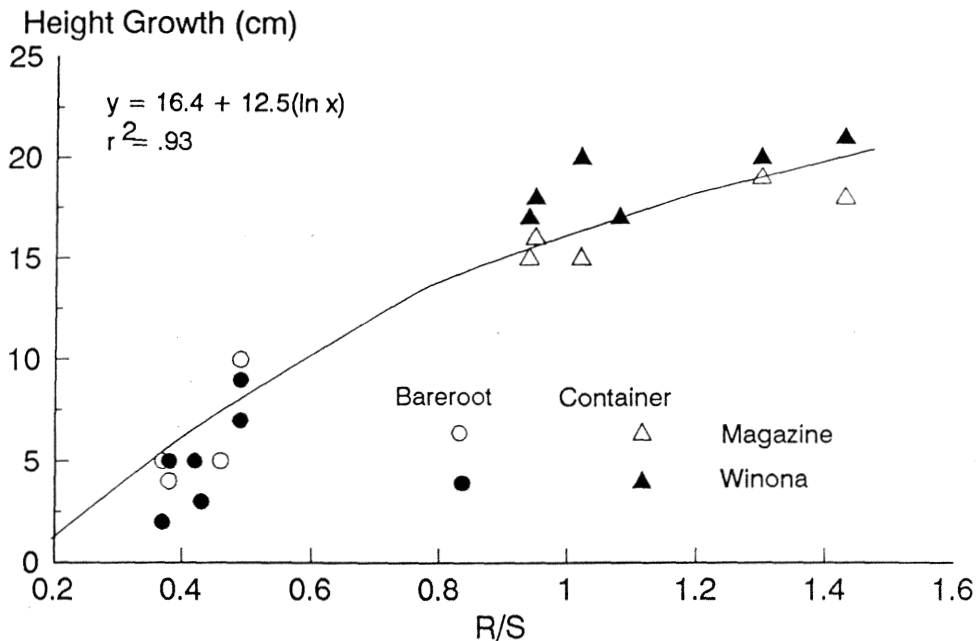 Height Growth (cm)
25
20
15
10
5
0
y = 16.4 + 12.5(ln x)
r 2 = .93
Bareroot Container
Magazine
Winona
0.2 0.4 0.6 0.8 1 1.2 1.4 1.6
R/S